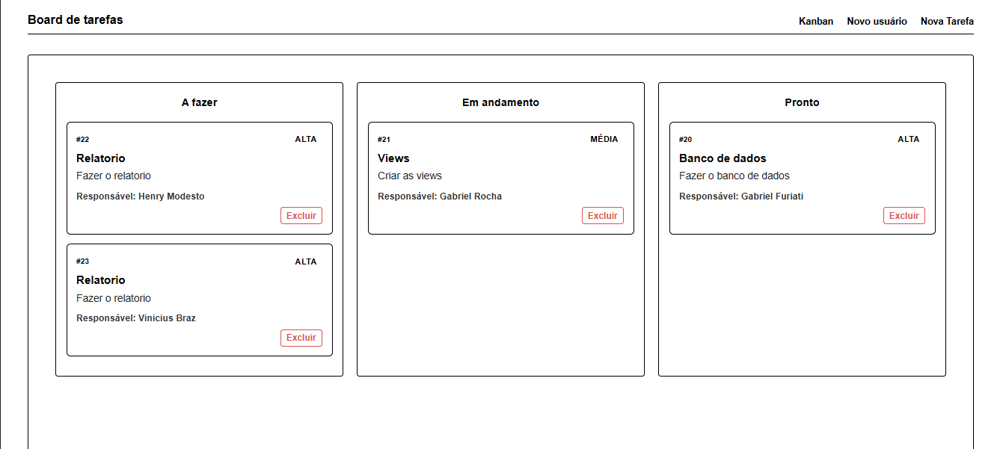 Board de tarefas
Kanban Novo usuário Nova Tarefa
A fazer
#22 ALTA
Relatorio
Fazer o relatorio
Responsável: Henry Modesto
Excluir
#23 ALTA
Relatorio
Fazer o relatorio
Responsável: Vinicius Braz
Excluir
Em andamento
#21 MÉDIA
Views
Criar as views
Responsável: Gabriel Rocha
Excluir
Pronto
#20 ALTA
Banco de dados
Fazer o banco de dados
Responsável: Gabriel Furiati
Excluir